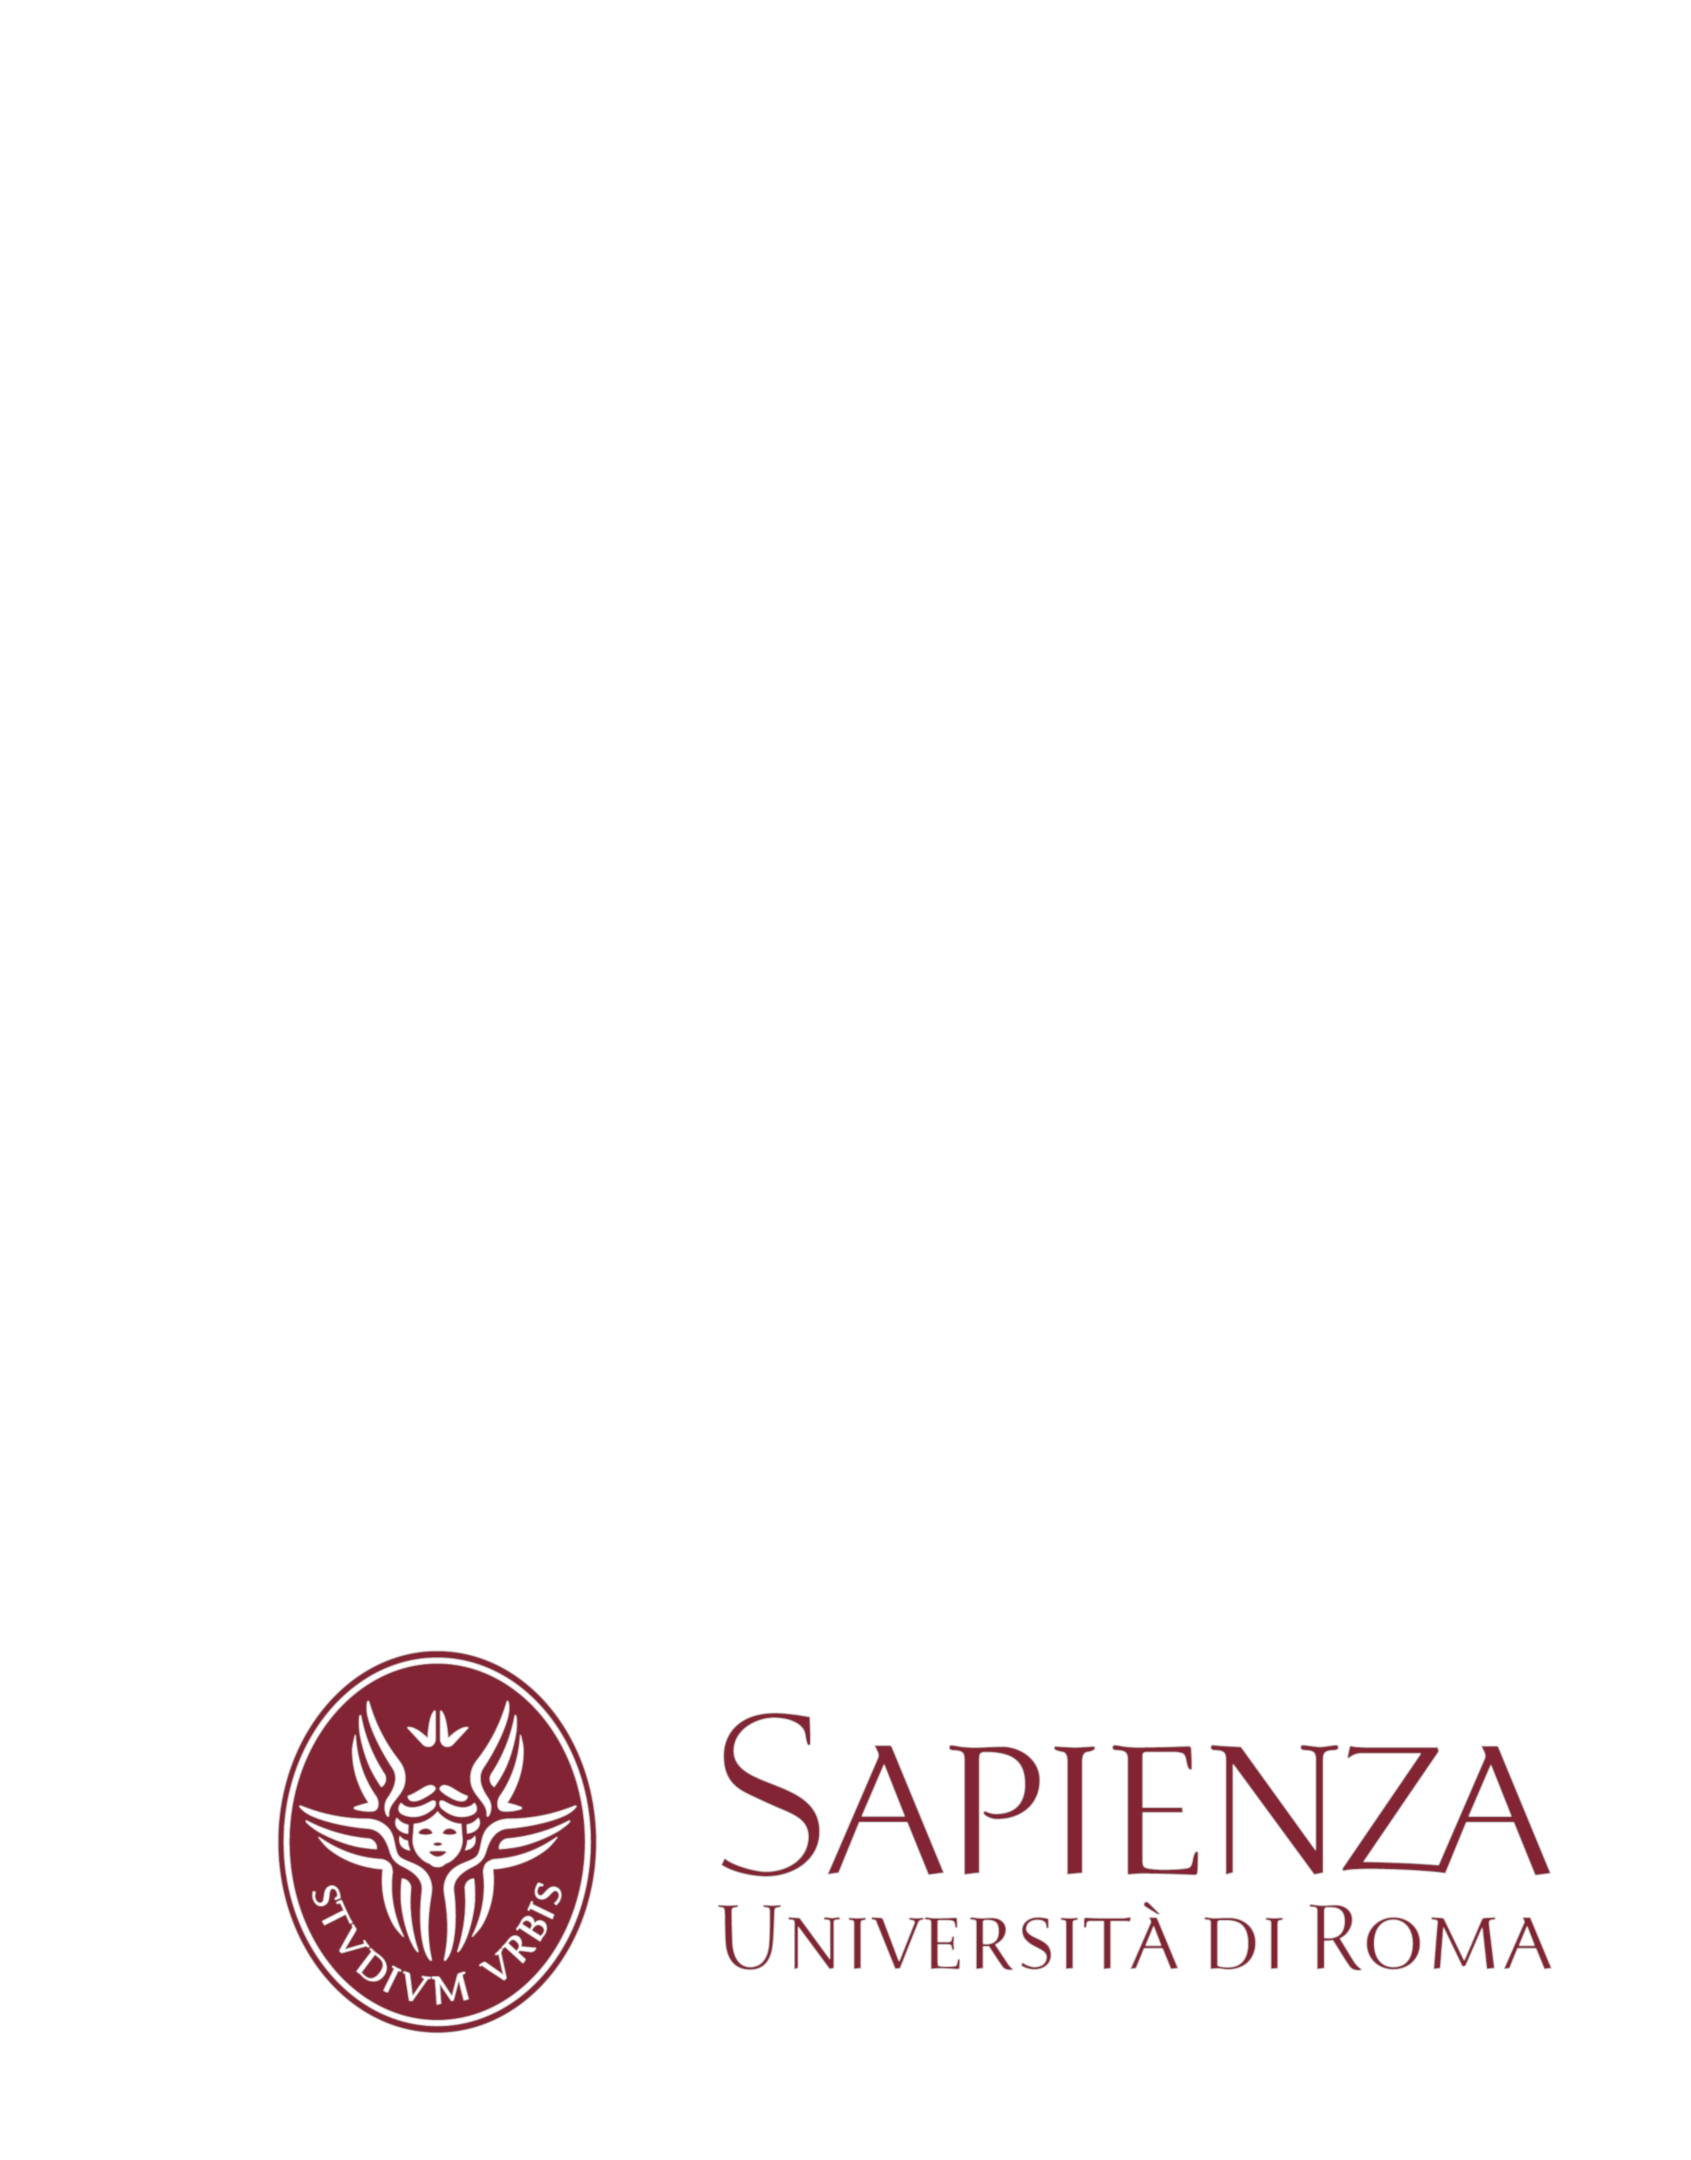 STVDIVM VRBIS
SAPIENZA
UNIVERSITÀ DI ROMA